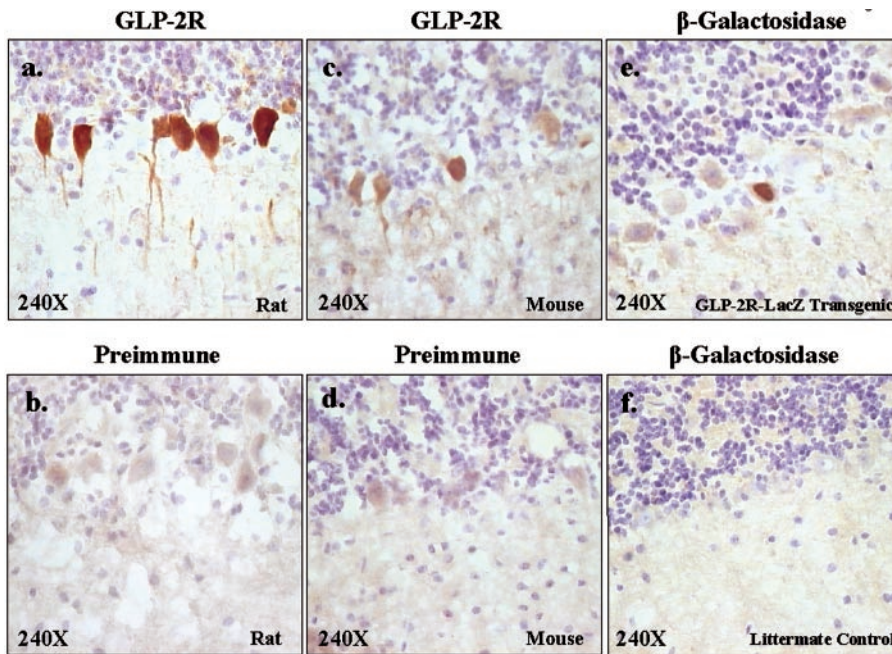 GLP-2R
GLP-2R
β-Galactosidase
a.
c.
e.
240X
Rat
240X
Mouse
240X
GLP-2R-LacZ Transgenic
Preimmune
Preimmune
β-Galactosidase
b.
d.
f.
240X
Rat
240X
Mouse
240X
Littermate Control